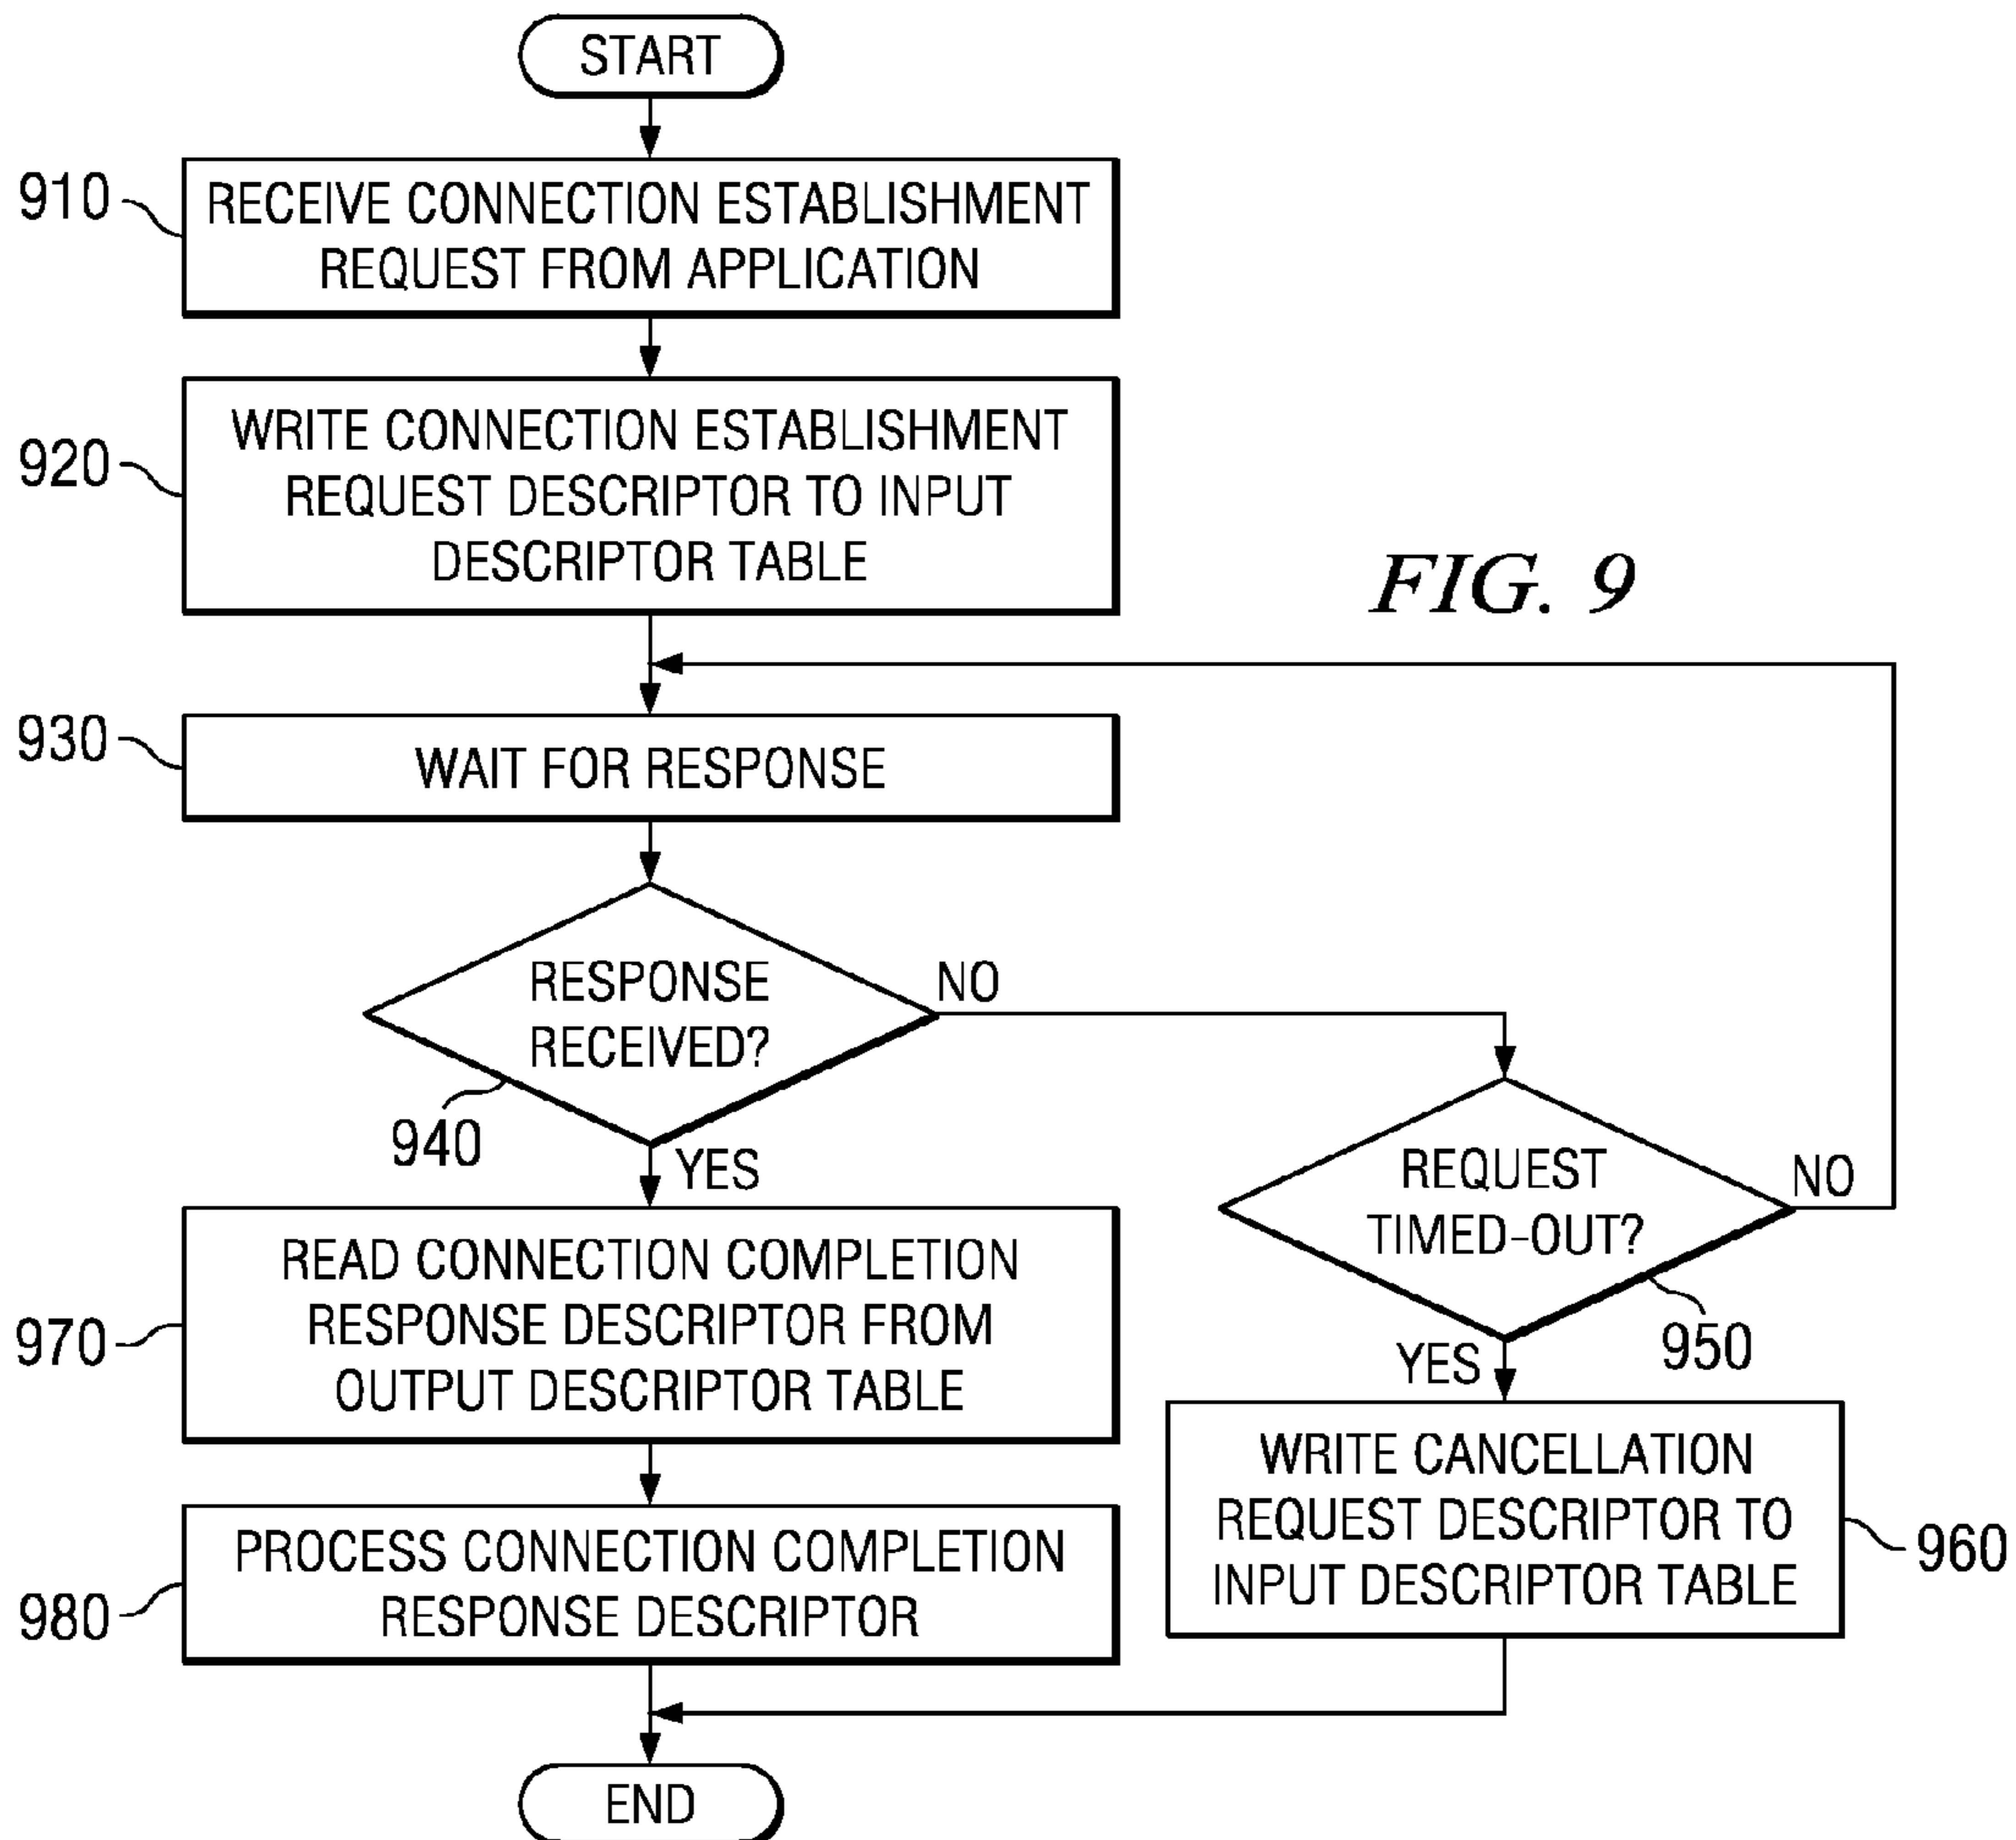 START
910
RECEIVE CONNECTION ESTABLISHMENT
REQUEST FROM APPLICATION
920
WRITE CONNECTION ESTABLISHMENT
REQUEST DESCRIPTOR TO INPUT
DESCRIPTOR TABLE
FIG. 9
930
WAIT FOR RESPONSE
RESPONSE
RECEIVED?
NO
940
YES
REQUEST
TIMED-OUT?
NO
950
YES
970
READ CONNECTION COMPLETION
RESPONSE DESCRIPTOR FROM
OUTPUT DESCRIPTOR TABLE
WRITE CANCELLATION
REQUEST DESCRIPTOR TO
INPUT DESCRIPTOR TABLE
960
980
PROCESS CONNECTION COMPLETION
RESPONSE DESCRIPTOR
END